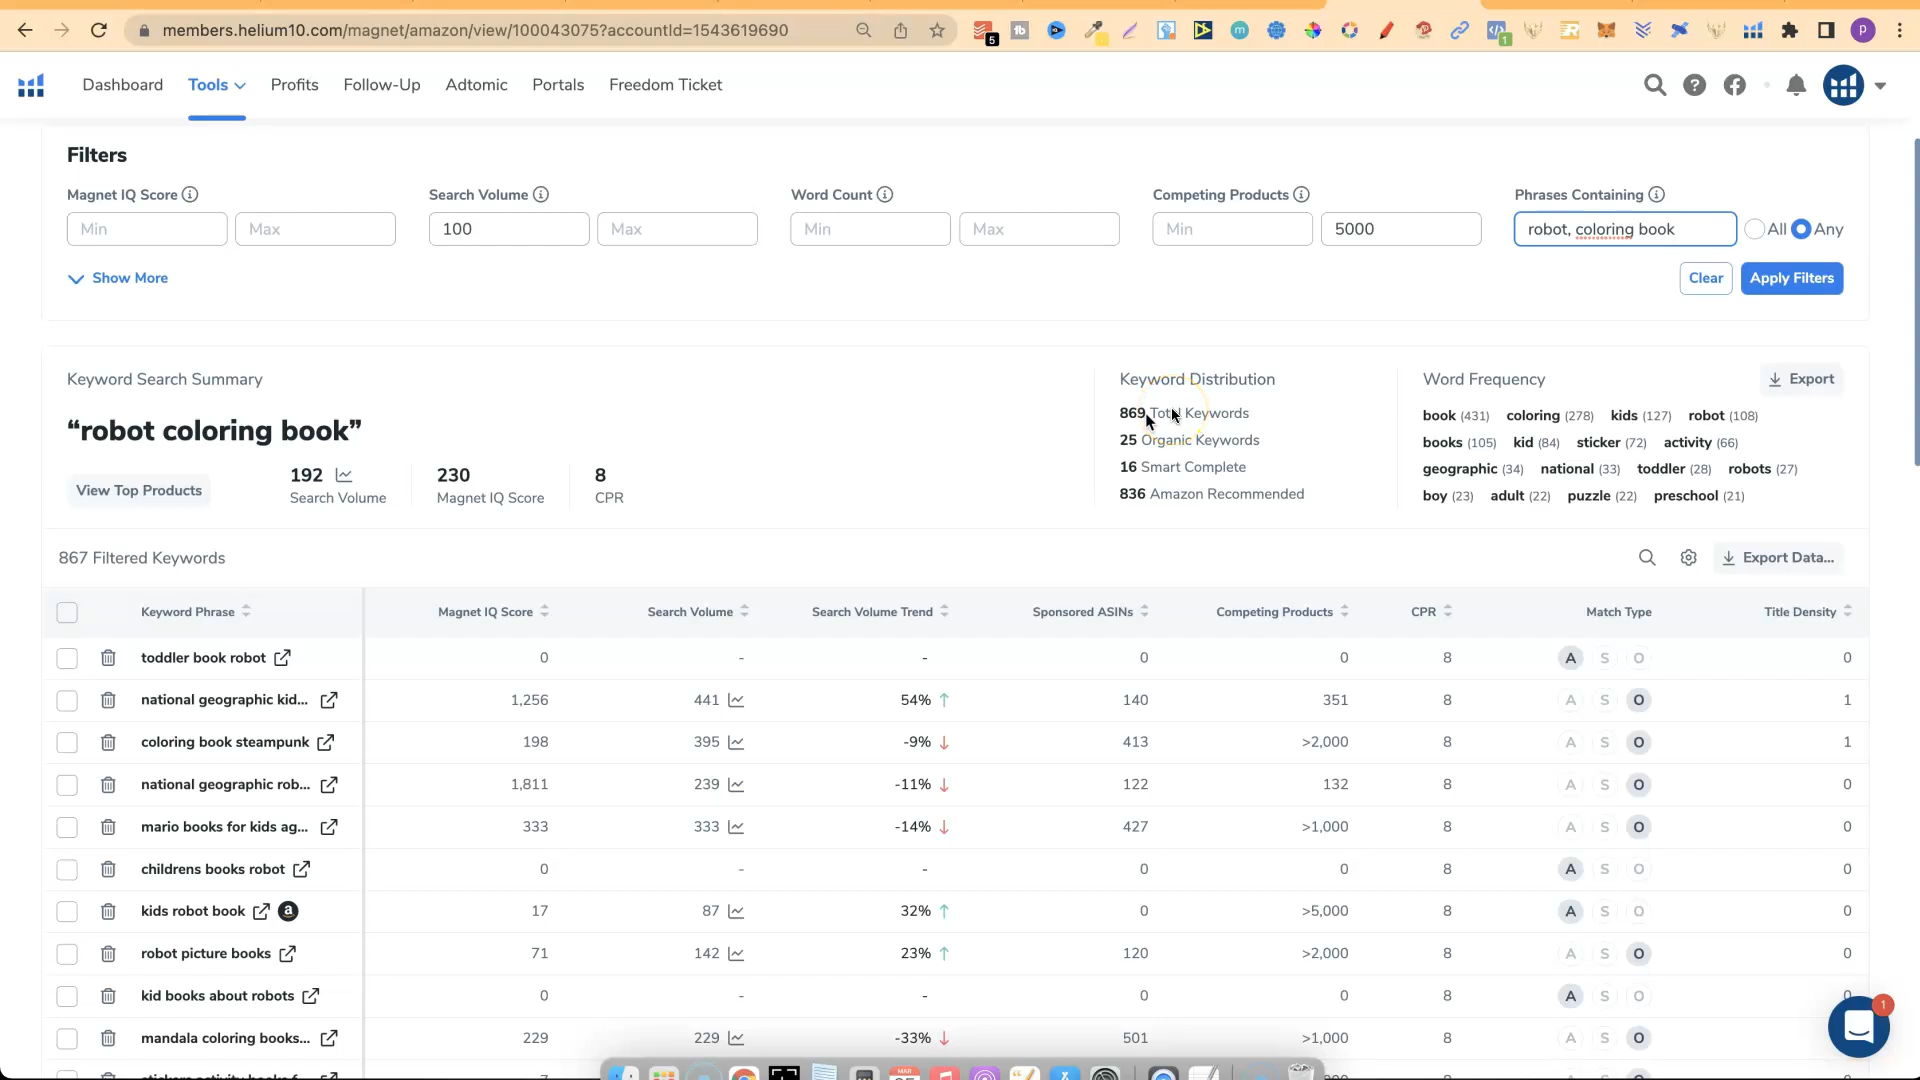 members.helium10.com/magnet/amazon/view/100043075?accountId=1543619690
5
1
P
Dashboard Tools Profits Follow-Up Adtomic Portals Freedom Ticket
Filters
Magnet IQ Score Search Volume Word Count Competing Products Phrases Containing
Min Max 100 Max Min Max Min 5000 robot, coloring book All Any
Show More Clear Apply Filters
Keyword Search Summary
"robot coloring book"
View Top Products
192
Search Volume
230
Magnet IQ Score
8
CPR
Keyword Distribution
869 Total Keywords
25 Organic Keywords
16 Smart Complete
836 Amazon Recommended
Word Frequency Export
book (431) coloring (278) kids (127) robot (108)
books (105) kid (84) sticker (72) activity (66)
geographic (34) national (33) toddler (28) robots (27)
boy (23) adult (22) puzzle (22) preschool (21)
867 Filtered Keywords Export Data...
Keyword Phrase Magnet IQ Score Search Volume Search Volume Trend Sponsored ASINs Competing Products CPR Match Type Title Density
toddler book robot 0 - - 0 0 8 A S O 0
national geographic kid... 1,256 441 54% 140 351 8 A S O 1
coloring book steampunk 198 395 -9% 413 >2,000 8 A S O 1
national geographic rob... 1,811 239 -11% 122 132 8 A S O 0
mario books for kids ag... 333 333 -14% 427 >1,000 8 A S O 0
childrens books robot 0 - - 0 0 8 A S O 0
kids robot book a 17 87 32% 0 >5,000 8 A S O 0
robot picture books 71 142 23% 120 >2,000 8 A S O 0
kid books about robots 0 - - 0 0 8 A S O 0
mandala coloring books... 229 229 -33% 501 >1,000 8 A S O 0
1